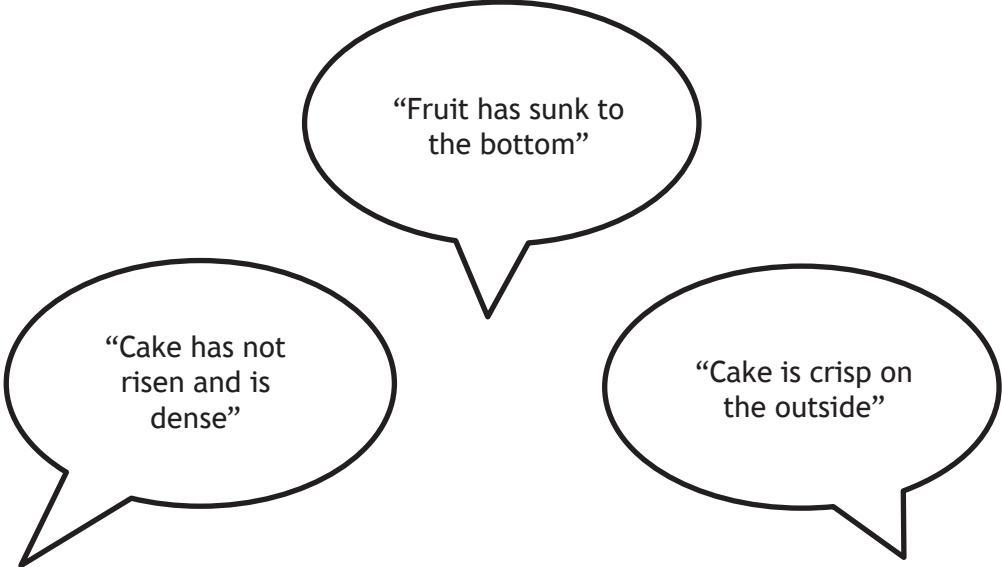 “Fruit has sunk to
the bottom”
“Cake has not
risen and is
dense”
“Cake is crisp on
the outside”